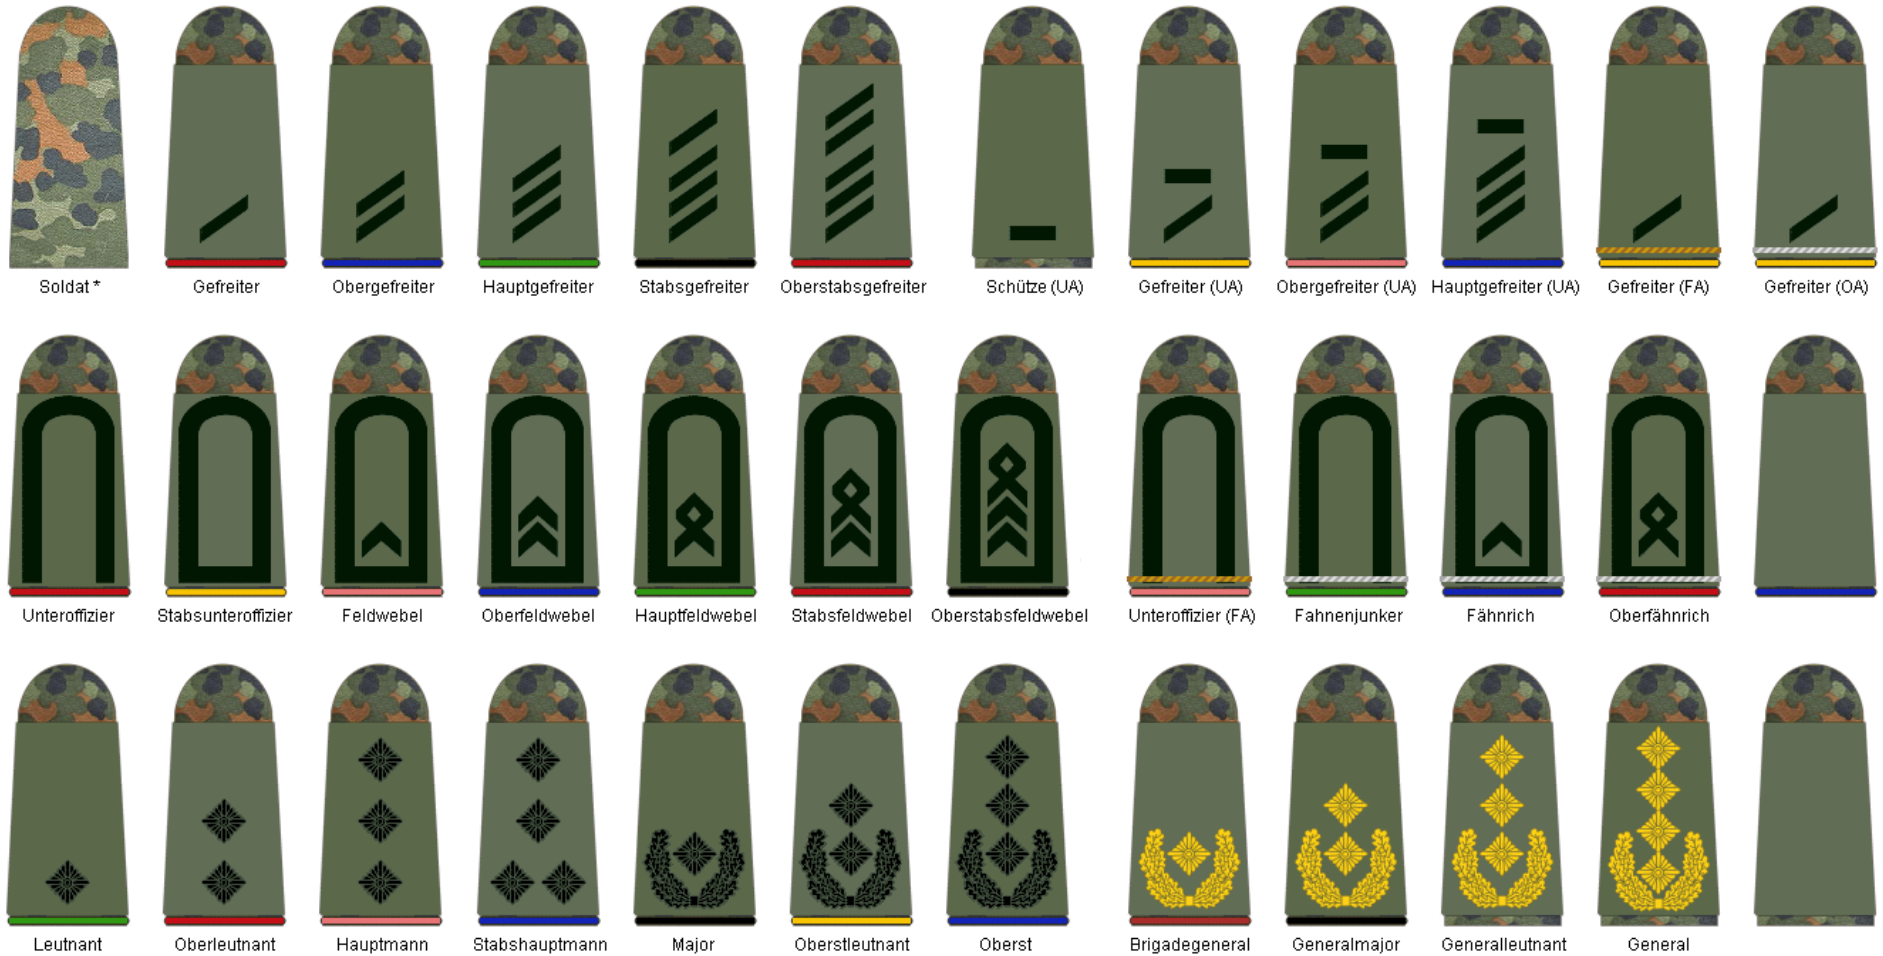 Soldat *
Gefreiter
Obergefreiter
Hauptgefreiter
Stabsgefreiter
Oberstabsgefreiter
Schütze (UA)
Gefreiter (UA)
Obergefreiter (UA)
Hauptgefreiter (UA)
Gefreiter (FA)
Gefreiter (OA)
Unteroffizier
Stabsunteroffizier
Feldwebel
Oberfeldwebel
Hauptfeldwebel
Stabsfeldwebel
Oberstabsfeldwebel
Unteroffizier (FA)
Fahnenjunker
Fähnrich
Oberfähnrich
Leutnant
Oberleutnant
Hauptmann
Stabshauptmann
Major
Oberstleutnant
Oberst
Brigadegeneral
Generalmajor
Generalleutnant
General